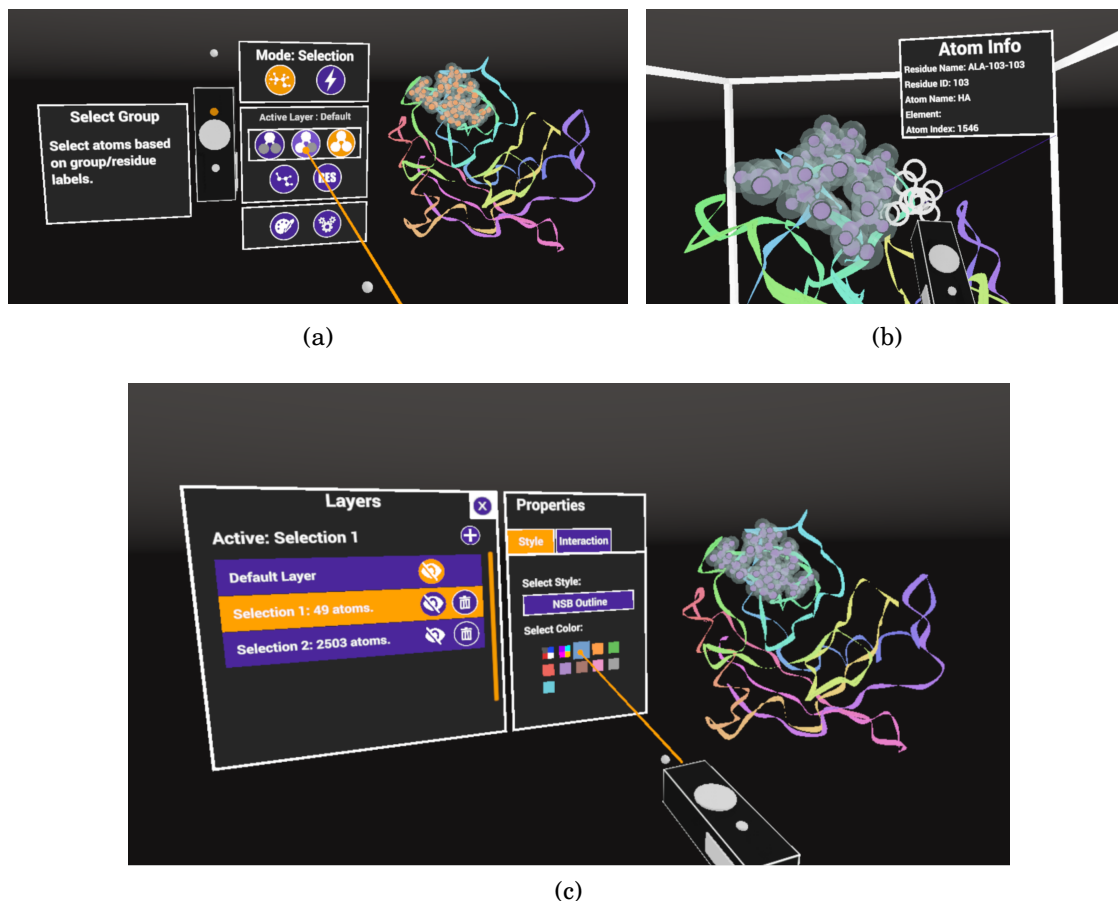 Mode: Selection
Select Group
Select atoms based
on group/residue
labels.
Active Layer : Default
RES
Atom Info
Residue Name: ALA-103-103
Residue ID: 103
Atom Name: HA
Element:
Atom Index: 1546
(a)
(b)
Layers
X
Active: Selection 1
Default Layer
Selection 1: 49 atoms.
Selection 2: 2503 atoms.
Properties
Style
Interaction
Select Style:
NSB Outline
Select Color:
(c)